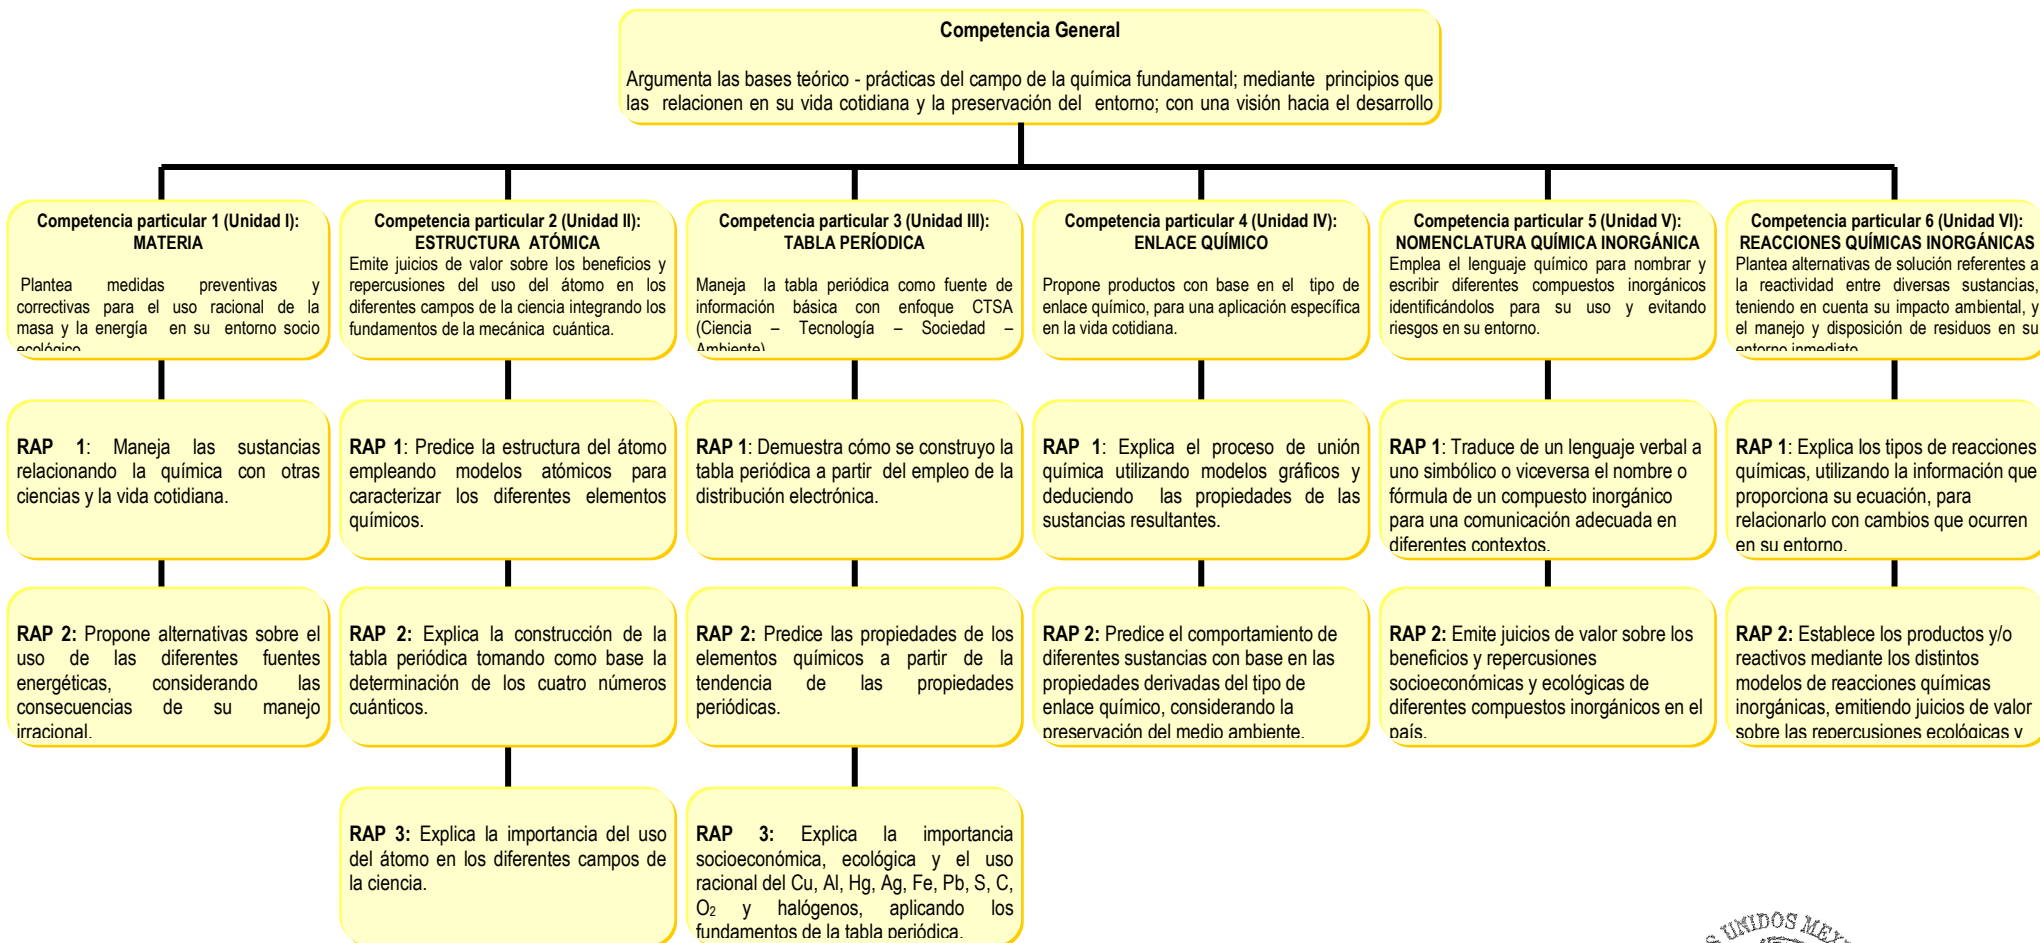 Competencia General
Argumenta las bases teórico - prácticas del campo de la química fundamental; mediante principios que
las relacionen en su vida cotidiana y la preservación del entorno; con una visión hacia el desarrollo
Competencia particular 1 (Unidad I):
MATERIA
Plantea medidas preventivas y
correctivas para el uso racional de la
masa y la energía en su entorno socio
ecológico
Competencia particular 2 (Unidad II):
ESTRUCTURA ATÓMICA
Emite juicios de valor sobre los beneficios y
repercusiones del uso del átomo en los
diferentes campos de la ciencia integrando los
fundamentos de la mecánica cuántica.
Competencia particular 3 (Unidad III):
TABLA PERÍODICA
Maneja la tabla periódica como fuente de
información básica con enfoque CTSA
(Ciencia – Tecnología – Sociedad –
Ambiente)
Competencia particular 4 (Unidad IV):
ENLACE QUÍMICO
Propone productos con base en el tipo de
enlace químico, para una aplicación específica
en la vida cotidiana.
Competencia particular 5 (Unidad V):
NOMENCLATURA QUÍMICA INORGÁNICA
Emplea el lenguaje químico para nombrar y
escribir diferentes compuestos inorgánicos
identificándolos para su uso y evitando
riesgos en su entorno.
Competencia particular 6 (Unidad VI):
REACCIONES QUÍMICAS INORGÁNICAS
Plantea alternativas de solución referentes a
la reactividad entre diversas sustancias,
teniendo en cuenta su impacto ambiental, y
el manejo y disposición de residuos en su
entorno inmediato
RAP 1: Maneja las sustancias
relacionando la química con otras
ciencias y la vida cotidiana.
RAP 1: Predice la estructura del átomo
empleando modelos atómicos para
caracterizar los diferentes elementos
químicos.
RAP 1: Demuestra cómo se construyo la
tabla periódica a partir del empleo de la
distribución electrónica.
RAP 1: Explica el proceso de unión
química utilizando modelos gráficos y
deduciendo las propiedades de las
sustancias resultantes.
RAP 1: Traduce de un lenguaje verbal a
uno simbólico o viceversa el nombre o
fórmula de un compuesto inorgánico
para una comunicación adecuada en
diferentes contextos.
RAP 1: Explica los tipos de reacciones
químicas, utilizando la información que
proporciona su ecuación, para
relacionarlo con cambios que ocurren
en su entorno.
RAP 2: Propone alternativas sobre el
uso de las diferentes fuentes
energéticas, considerando las
consecuencias de su manejo
irracional.
RAP 2: Explica la construcción de la
tabla periódica tomando como base la
determinación de los cuatro números
cuánticos.
RAP 2: Predice las propiedades de los
elementos químicos a partir de la
tendencia de las propiedades
periódicas.
RAP 2: Predice el comportamiento de
diferentes sustancias con base en las
propiedades derivadas del tipo de
enlace químico, considerando la
preservación del medio ambiente.
RAP 2: Emite juicios de valor sobre los
beneficios y repercusiones
socioeconómicas y ecológicas de
diferentes compuestos inorgánicos en el
país.
RAP 2: Establece los productos y/o
reactivos mediante los distintos
modelos de reacciones químicas
inorgánicas, emitiendo juicios de valor
sobre las repercusiones ecológicas y
RAP 3: Explica la importancia del uso
del átomo en los diferentes campos de
la ciencia.
RAP 3: Explica la importancia
socioeconómica, ecológica y el uso
racional del Cu, Al, Hg, Ag, Fe, Pb, S, C,
O₂ y halógenos, aplicando los
fundamentos de la tabla periódica.
UNIDOS